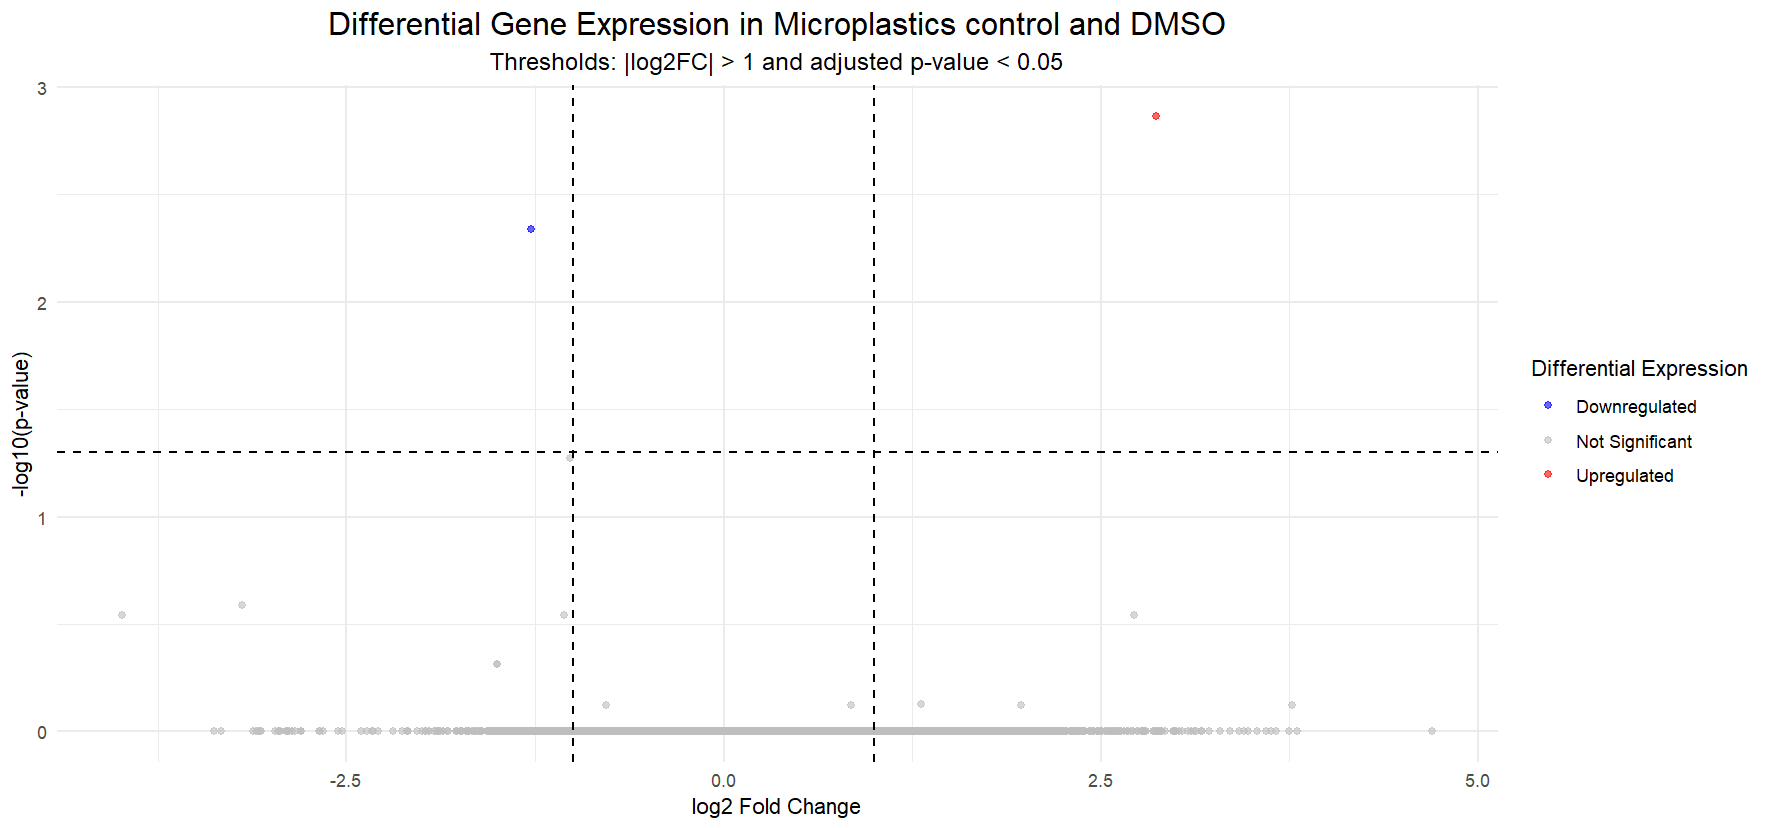 Differential Gene Expression in Microplastics control and DMSO
Thresholds: |log2FC| > 1 and adjusted p-value < 0.05
3
2
1
0
-log10(p-value)
-2.5
0.0
2.5
5.0
log2 Fold Change
Differential Expression
Downregulated
Not Significant
Upregulated